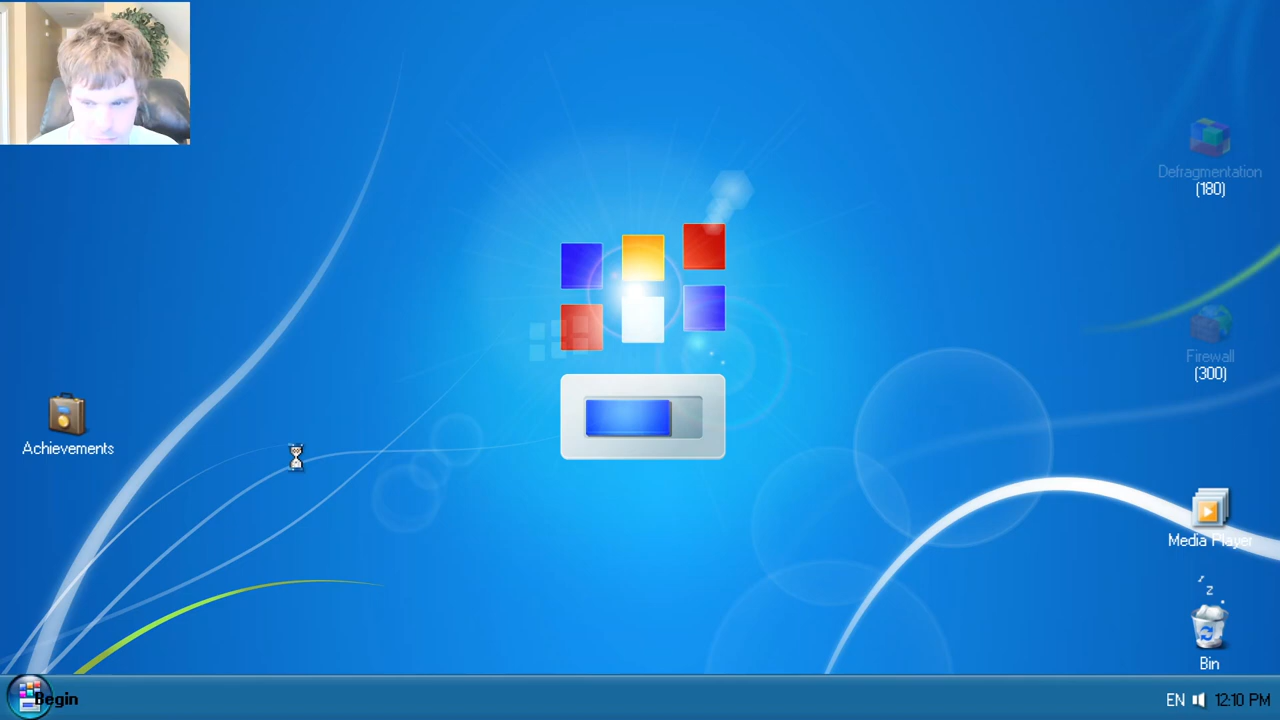 Defragmentation
(180)
Firewall
(300)
Achievements
Media Player
z
Bin
Begin
EN 12:10 PM